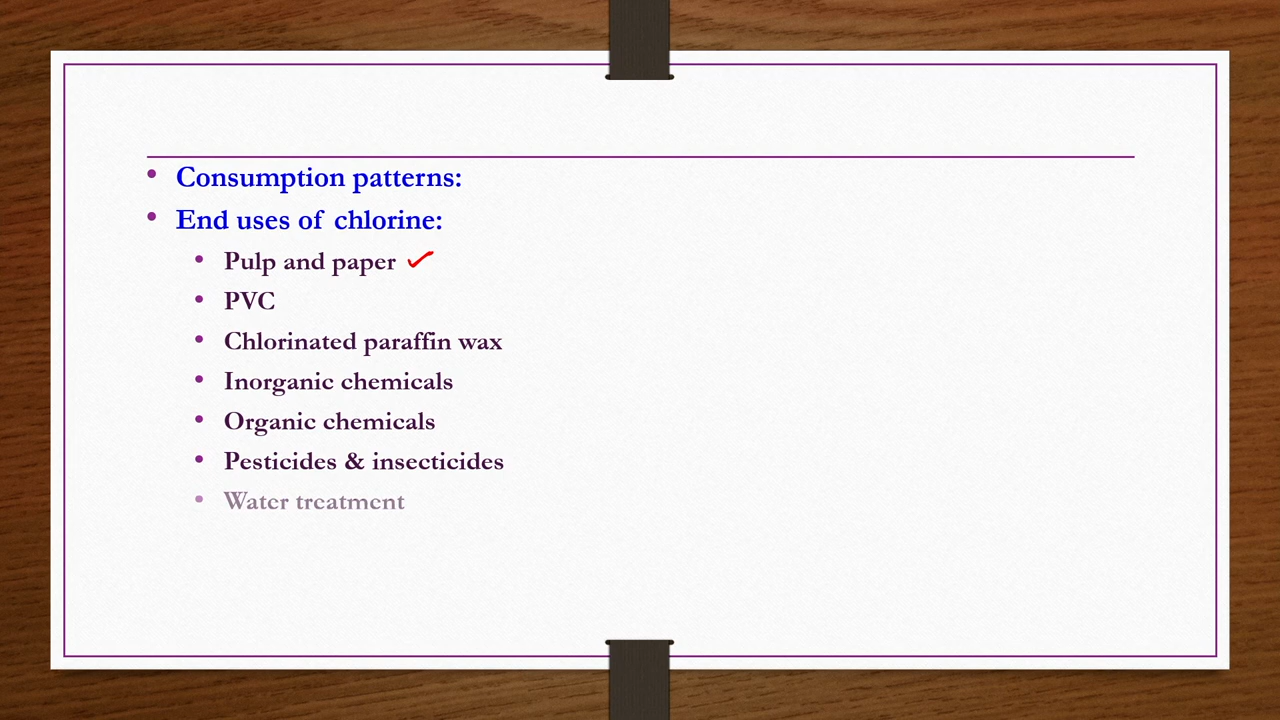 Consumption patterns:
End uses of chlorine:
Pulp and paper ✓
PVC
Chlorinated paraffin wax
Inorganic chemicals
Organic chemicals
Pesticides & insecticides
Water treatment